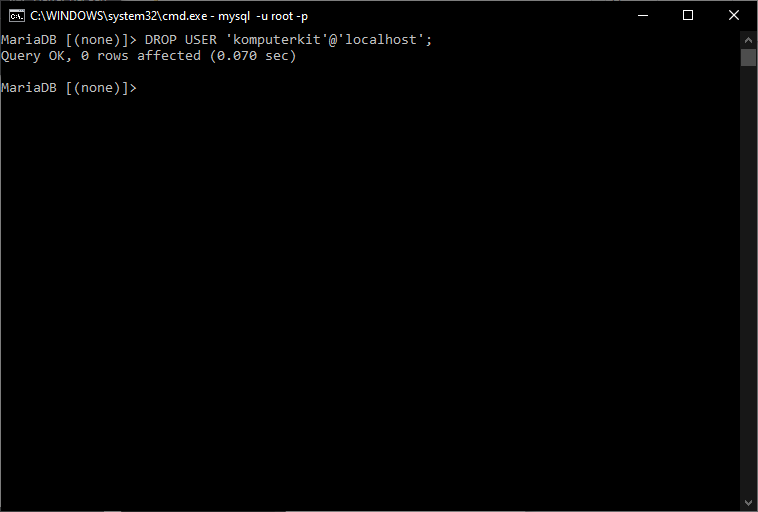 C:\WINDOWS\system32\cmd.exe - mysql  -u root -p
MariaDB [(none)]> DROP USER 'komputerkit'@'localhost';
Query OK, 0 rows affected (0.070 sec)
MariaDB [(none)]>